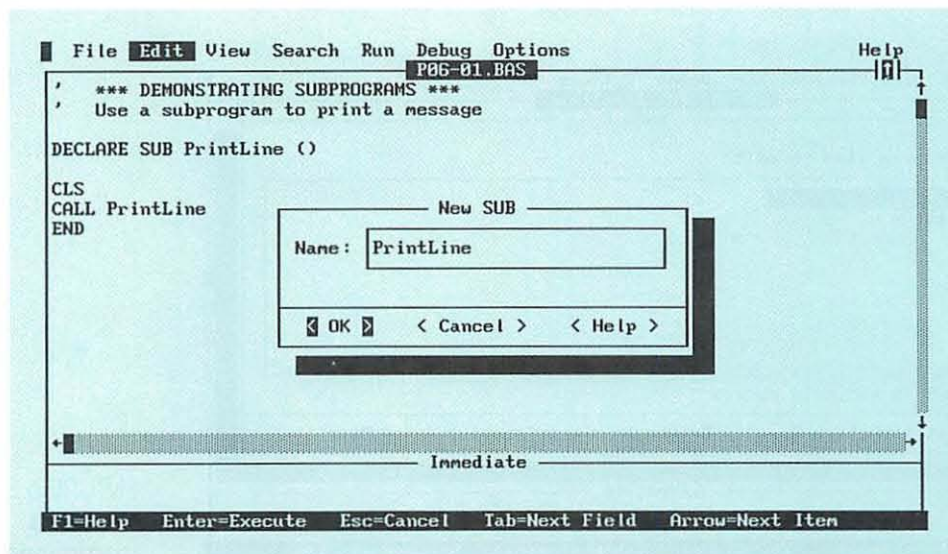 File Edit View Search Run Debug Options Help
P06-01.BAS
' *** DEMONSTRATING SUBPROGRAMS ***
' Use a subprogram to print a message
DECLARE SUB PrintLine ()
CLS
CALL PrintLine
END
New SUB
Name: PrintLine
< OK > < Cancel > < Help >
Immediate
F1=Help Enter=Execute Esc=Cancel Tab=Next Field Arrow=Next Item